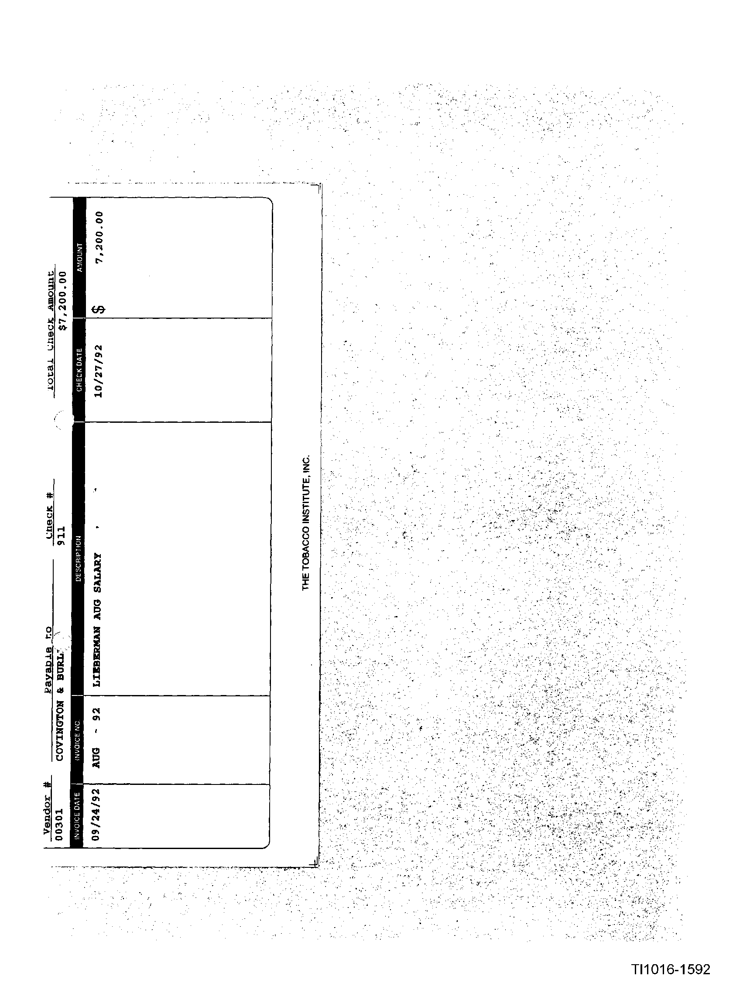 Vendor # Payable to Check # Total Check Amount
00301 COVINGTON & BURL 911 $7,200.00
INVOICE DATE INVOICE NO. DESCRIPTION CHECK DATE AMOUNT
09/24/92 AUG - 92 LIEBERMAN AUG SALARY 10/27/92 $ 7,200.00
THE TOBACCO INSTITUTE, INC.
TI1016-1592